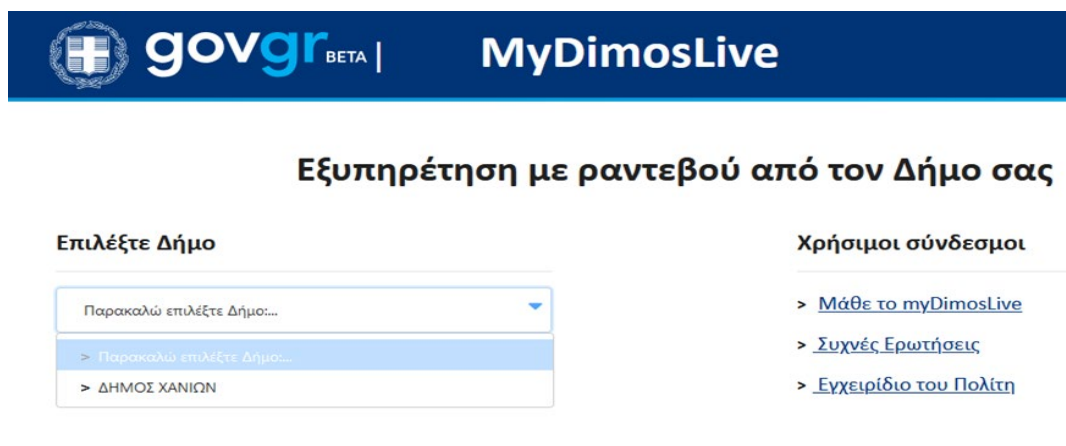 govgr BETA | MyDimosLive
Εξυπηρέτηση με ραντεβού από τον Δήμο σας
Επιλέξτε Δήμο
Παρακαλώ επιλέξτε Δήμο:...
> Παρακαλώ επιλέξτε Δήμο:...
> ΔΗΜΟΣ ΧΑΝΙΩΝ
Χρήσιμοι σύνδεσμοι
> Μάθε το myDimosLive
> Συχνές Ερωτήσεις
> Εγχειρίδιο του Πολίτη